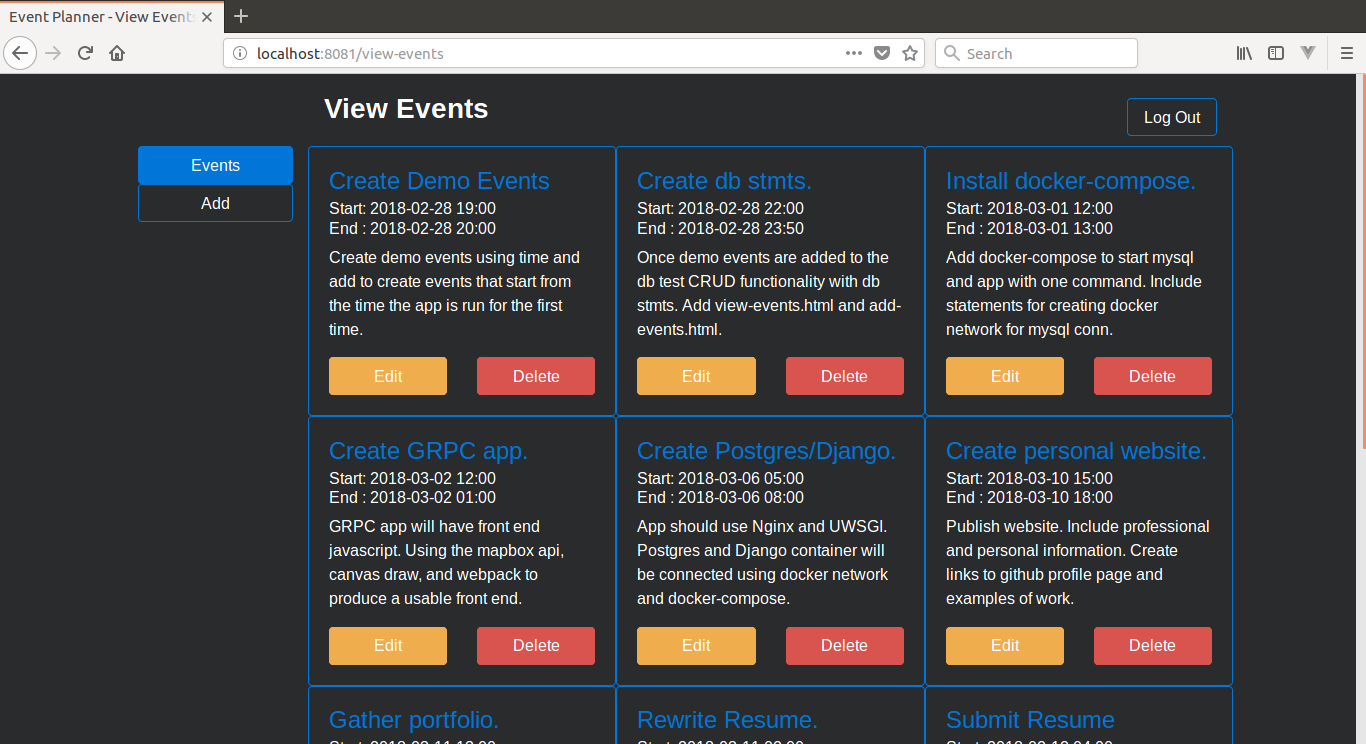 Event Planner - View Events
localhost:8081/view-events
Search
View Events
Log Out
Events
Add
Create Demo Events
Start: 2018-02-28 19:00
End : 2018-02-28 20:00
Create demo events using time and
add to create events that start from
the time the app is run for the first
time.
Edit Delete
Create db stmts.
Start: 2018-02-28 22:00
End : 2018-02-28 23:50
Once demo events are added to the
db test CRUD functionality with db
stmts. Add view-events.html and add-
events.html.
Edit Delete
Install docker-compose.
Start: 2018-03-01 12:00
End : 2018-03-01 13:00
Add docker-compose to start mysql
and app with one command. Include
statements for creating docker
network for mysql conn.
Edit Delete
Create GRPC app.
Start: 2018-03-02 12:00
End : 2018-03-02 01:00
GRPC app will have front end
javascript. Using the mapbox api,
canvas draw, and webpack to
produce a usable front end.
Edit Delete
Create Postgres/Django.
Start: 2018-03-06 05:00
End : 2018-03-06 08:00
App should use Nginx and UWSGI.
Postgres and Django container will
be connected using docker network
and docker-compose.
Edit Delete
Create personal website.
Start: 2018-03-10 15:00
End : 2018-03-10 18:00
Publish website. Include professional
and personal information. Create
links to github profile page and
examples of work.
Edit Delete
Gather portfolio.
Rewrite Resume.
Submit Resume